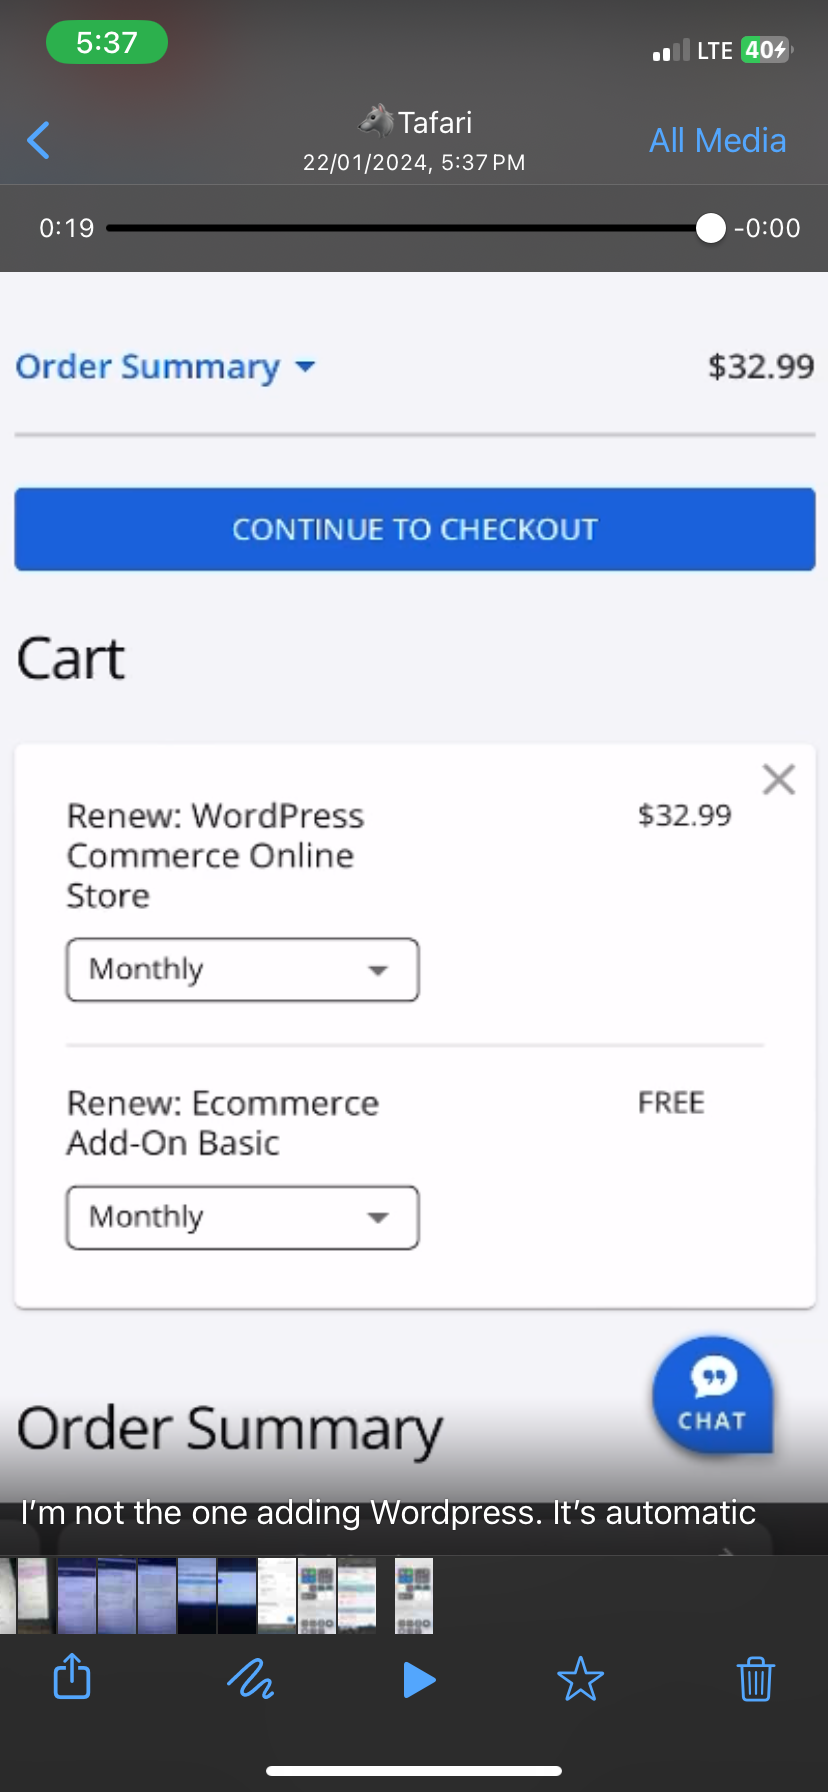 5:37
LTE 40
Tafari
22/01/2024, 5:37 PM
All Media
0:19
-0:00
Order Summary
$32.99
CONTINUE TO CHECKOUT
Cart
Renew: WordPress
Commerce Online
Store
$32.99
Monthly
Renew: Ecommerce
Add-On Basic
FREE
Monthly
CHAT
Order Summary
I’m not the one adding Wordpress. It’s automatic